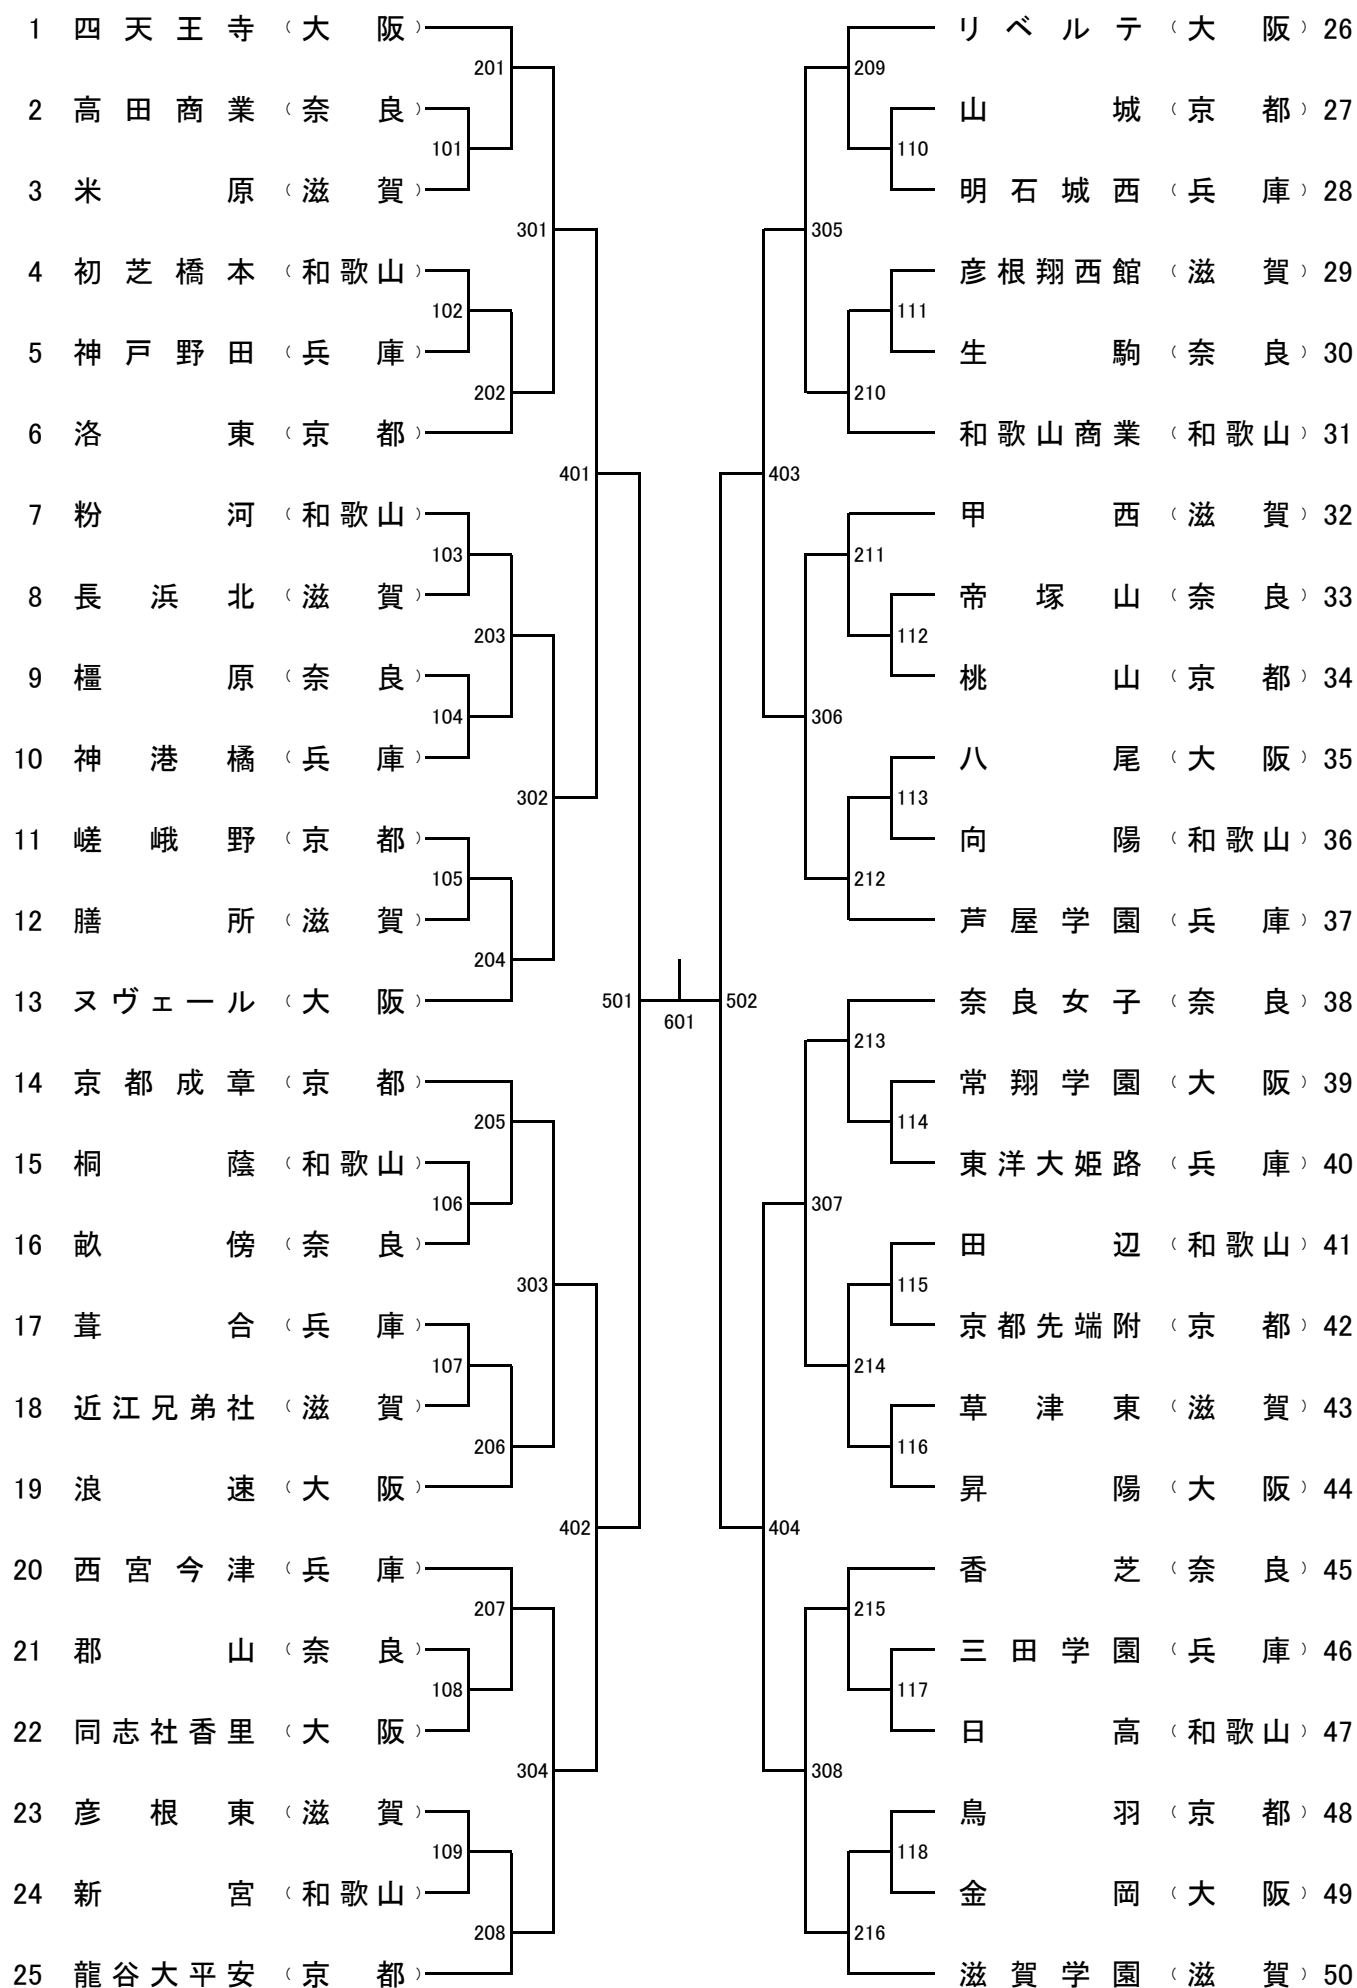 1 四天王寺（大阪）
201
2 高田商業（奈良）
101
3 米原（滋賀）
301
4 初芝橋本（和歌山）
102
5 神戸野田（兵庫）
202
6 洛東（京都）
401
7 粉河（和歌山）
103
8 長浜北（滋賀）
203
9 橿原（奈良）
104
10 神港橘（兵庫）
302
11 嵯峨野（京都）
105
12 膳所（滋賀）
204
13 ヌヴェール（大阪）
501
601
14 京都成章（京都）
205
15 桐蔭（和歌山）
106
16 畝傍（奈良）
303
17 葺合（兵庫）
107
18 近江兄弟社（滋賀）
206
19 浪速（大阪）
402
20 西宮今津（兵庫）
207
21 郡山（奈良）
108
22 同志社香里（大阪）
304
23 彦根東（滋賀）
109
24 新宮（和歌山）
208
25 龍谷大平安（京都）
リベルテ（大阪）26
209
山城（京都）27
110
明石城西（兵庫）28
305
彦根翔西館（滋賀）29
111
生駒（奈良）30
210
和歌山商業（和歌山）31
403
甲西（滋賀）32
211
帝塚山（奈良）33
112
桃山（京都）34
306
八尾（大阪）35
113
向陽（和歌山）36
212
芦屋学園（兵庫）37
502
奈良女子（奈良）38
213
常翔学園（大阪）39
114
東洋大姫路（兵庫）40
307
田辺（和歌山）41
115
京都先端附（京都）42
214
草津東（滋賀）43
116
昇陽（大阪）44
404
香芝（奈良）45
215
三田学園（兵庫）46
117
日高（和歌山）47
308
鳥羽（京都）48
118
金岡（大阪）49
216
滋賀学園（滋賀）50